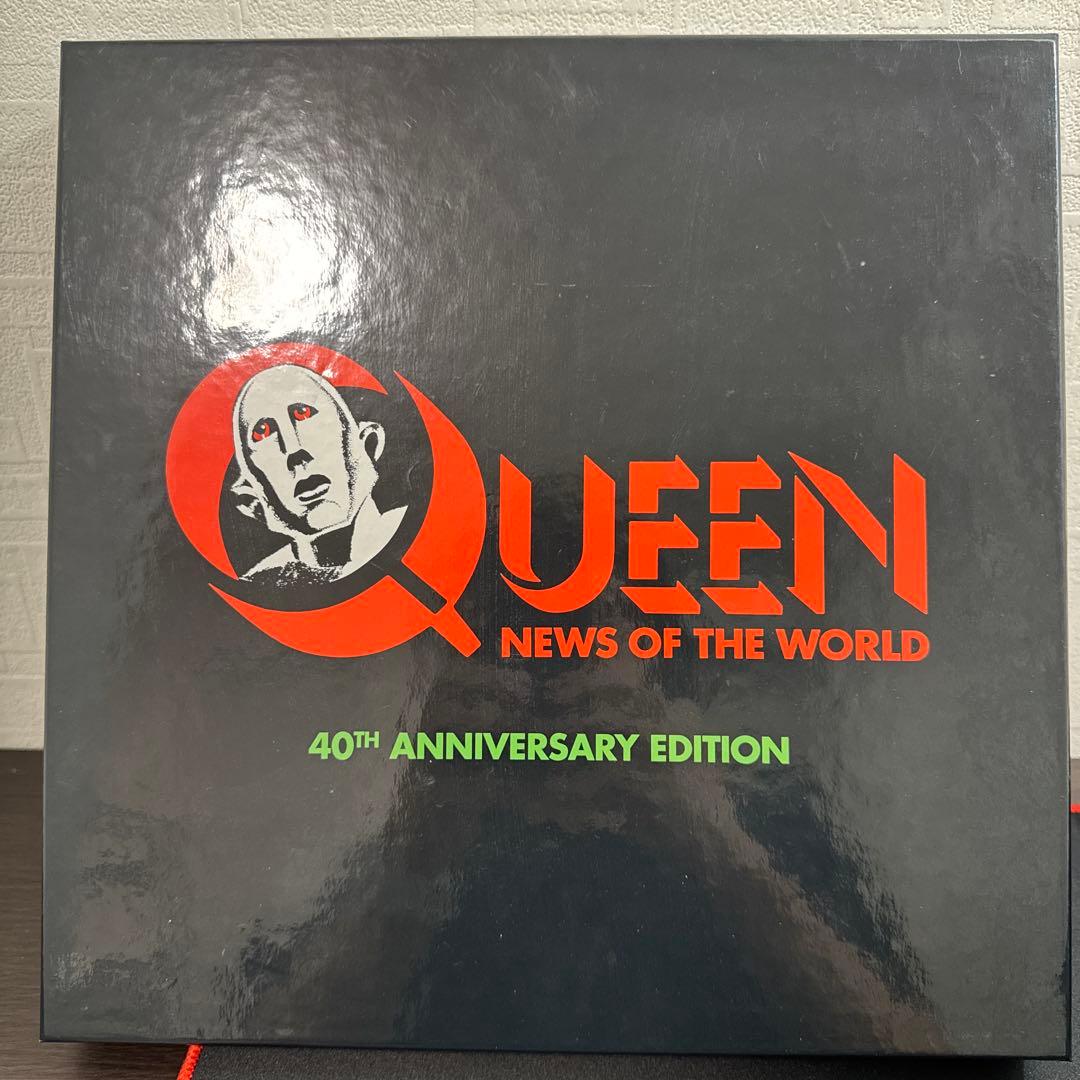 QUEEN
NEWS OF THE WORLD
40TH ANNIVERSARY EDITION